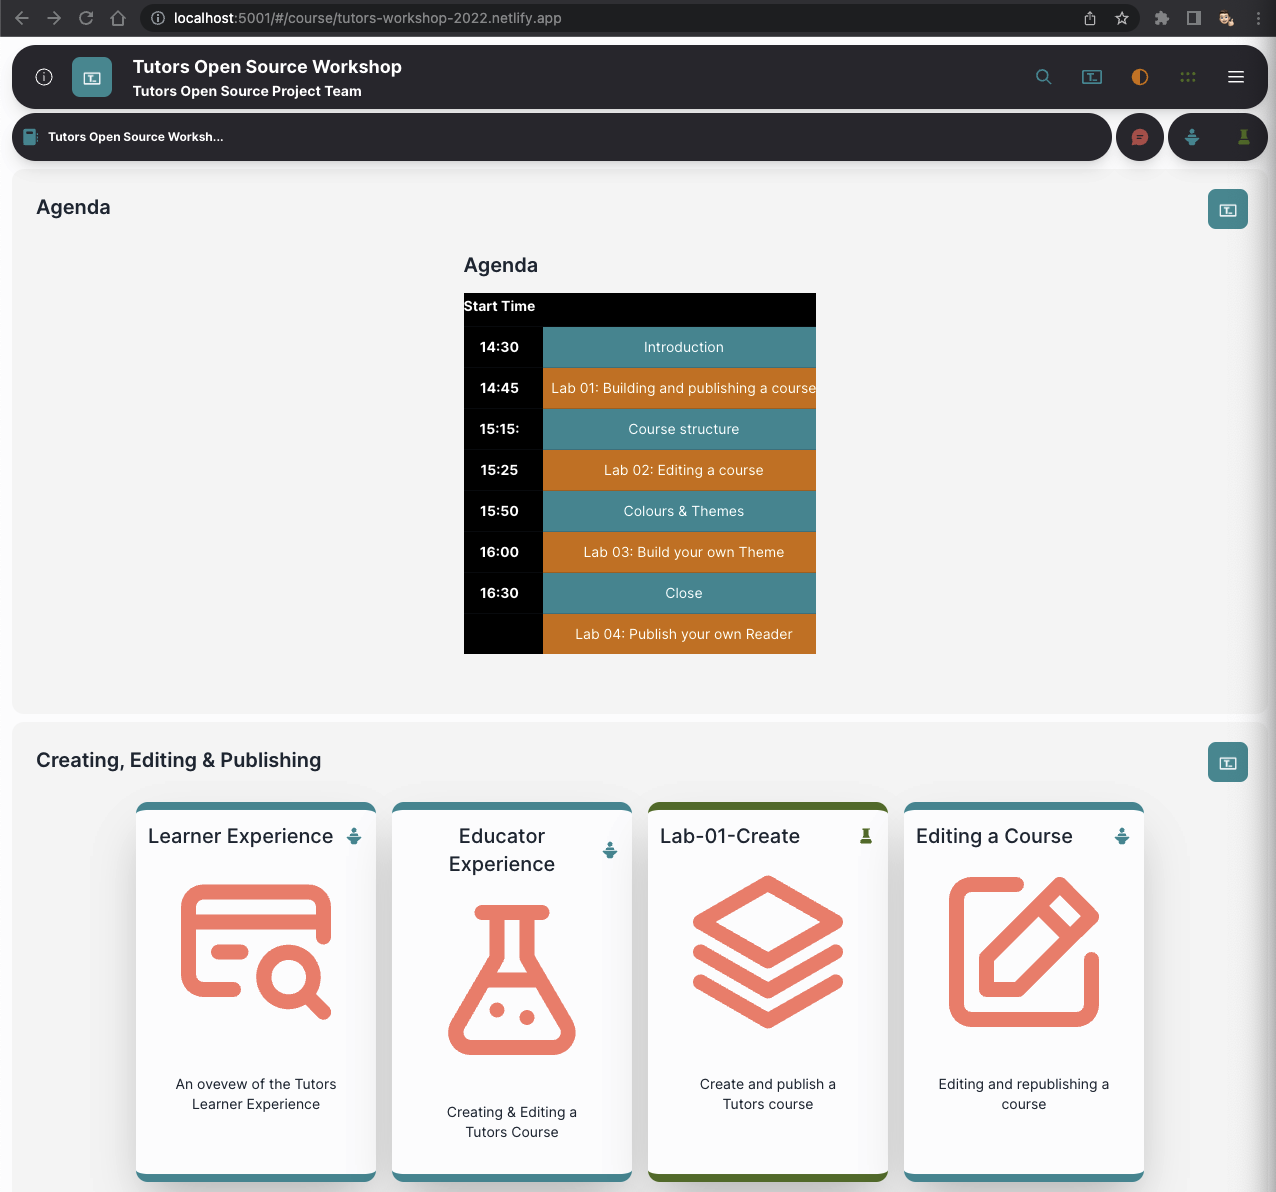 localhost:5001/#/course/tutors-workshop-2022.netlify.app
Tutors Open Source Workshop
Tutors Open Source Project Team
Tutors Open Source Worksh...
Agenda
Agenda
Start Time
14:30 Introduction
14:45 Lab 01: Building and publishing a course
15:15: Course structure
15:25 Lab 02: Editing a course
15:50 Colours & Themes
16:00 Lab 03: Build your own Theme
16:30 Close
Lab 04: Publish your own Reader
Creating, Editing & Publishing
Learner Experience
An ovevew of the Tutors
Learner Experience
Educator
Experience
Creating & Editing a
Tutors Course
Lab-01-Create
Create and publish a
Tutors course
Editing a Course
Editing and republishing a
course